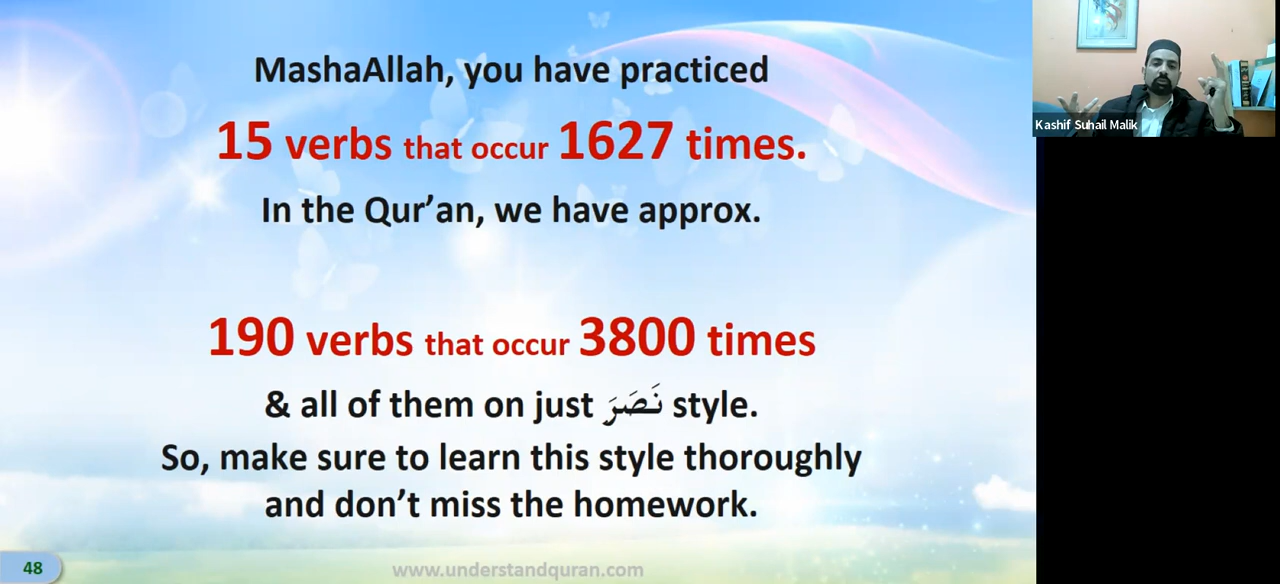 MashaAllah, you have practiced
15 verbs that occur 1627 times.
In the Qur’an, we have approx.
190 verbs that occur 3800 times
& all of them on just نَصَرَ style.
So, make sure to learn this style thoroughly
and don’t miss the homework.
48
www.understandquran.com
Kashif Suhail Malik